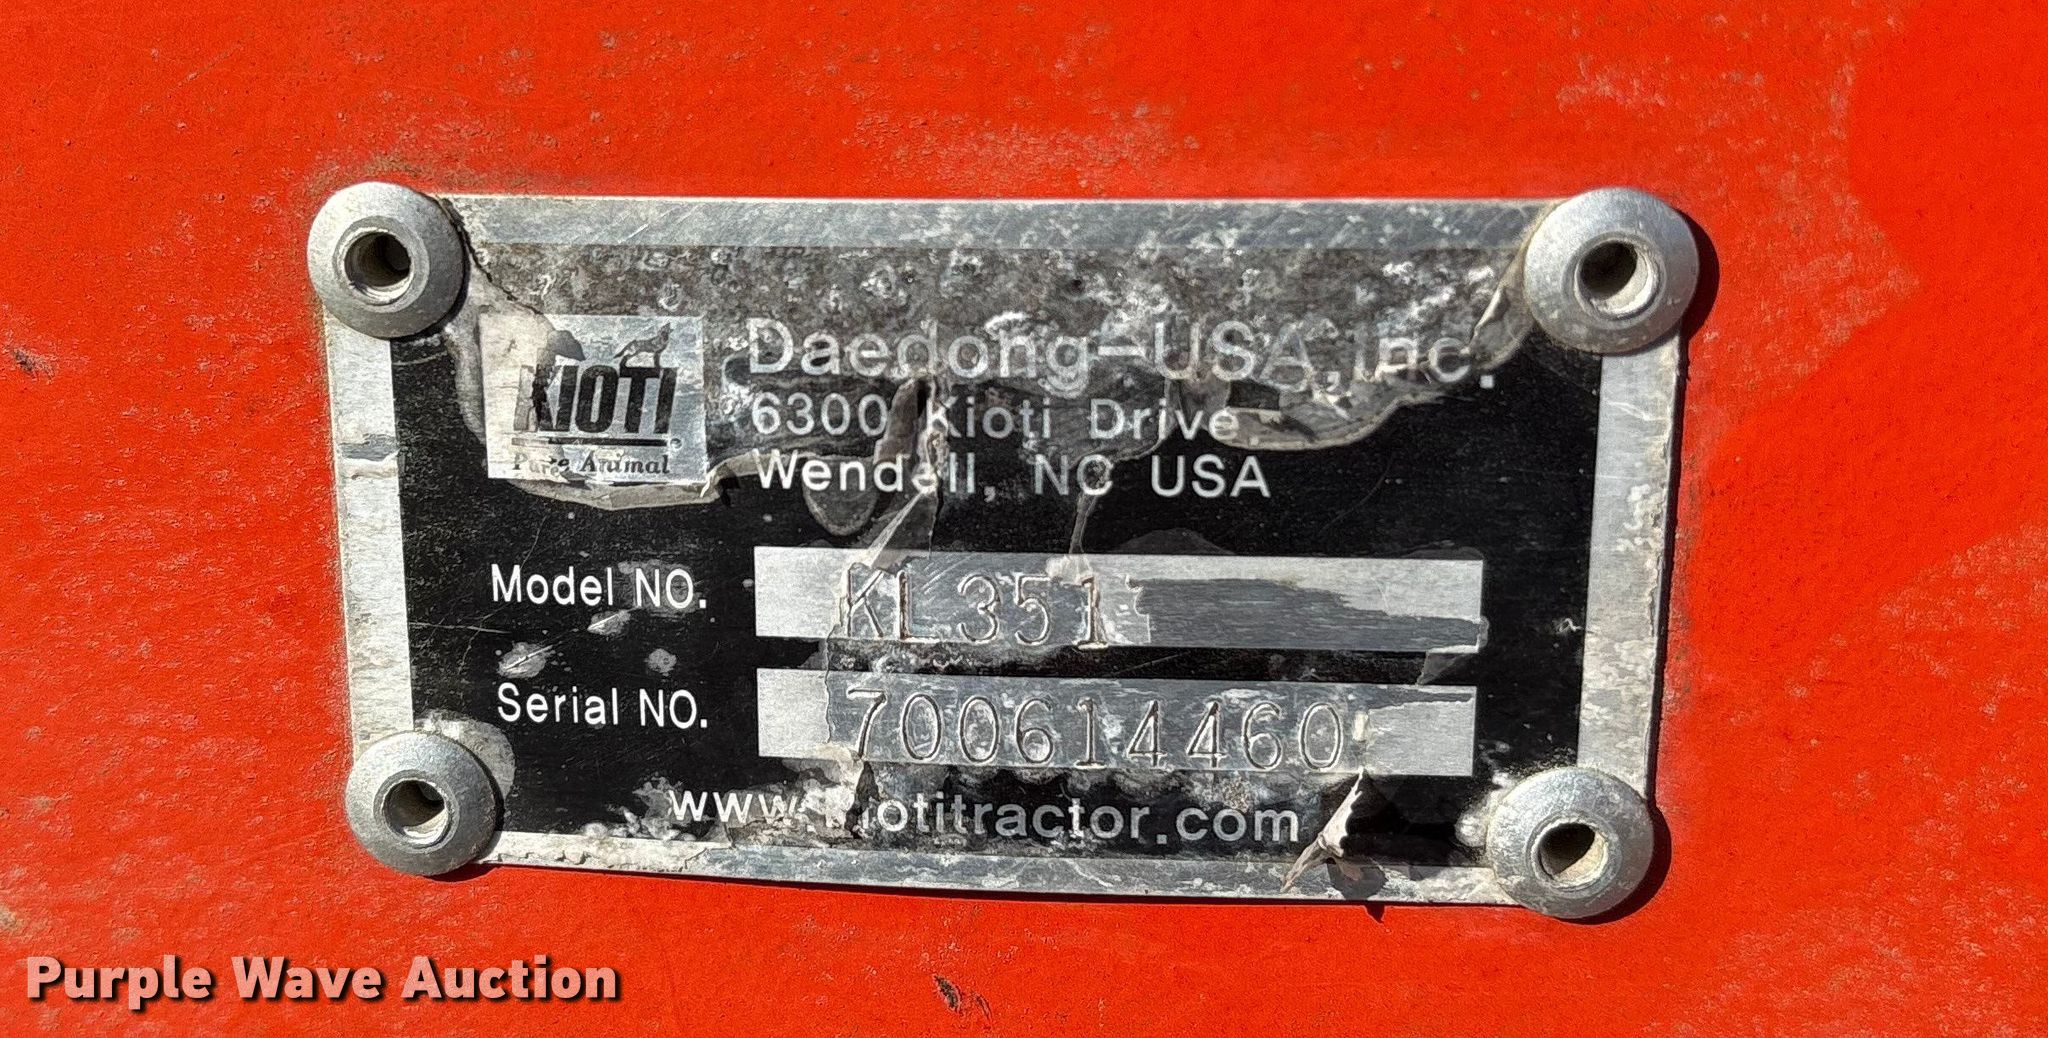 KIOTI
Pure Animal
Daedong-USA, Inc.
6300 Kioti Drive
Wendell, NC USA
Model NO. KL351
Serial NO. 700614460
www.kiotitractor.com
Purple Wave Auction